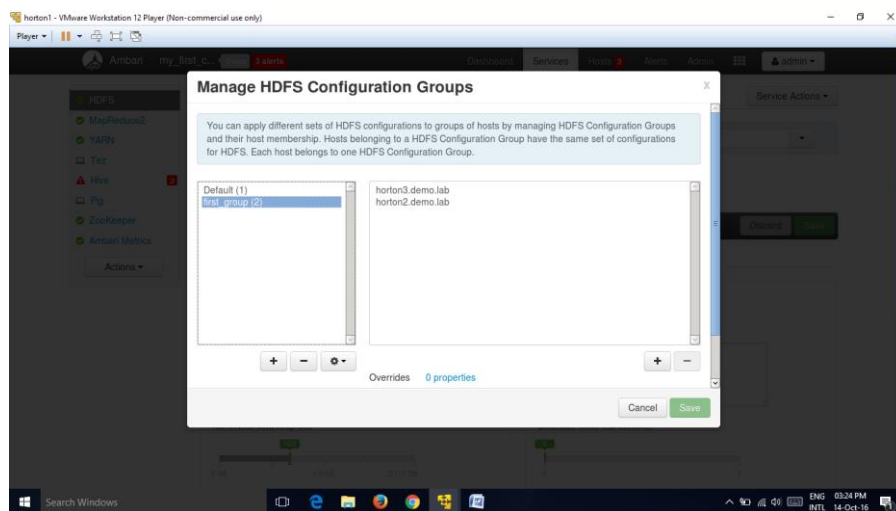 horton1 - VMware Workstation 12 Player (Non-commercial use only)
Player
Ambari my_first_c... 3 alerts Dashboard Services Hosts 3 Alerts Admin admin
HDFS
MapReduce2
YARN
Tez
Hive
Pig
ZooKeeper
Ambari Metrics
Actions
Service Actions
Manage HDFS Configuration Groups
X
You can apply different sets of HDFS configurations to groups of hosts by managing HDFS Configuration Groups
and their host membership. Hosts belonging to a HDFS Configuration Group have the same set of configurations
for HDFS. Each host belongs to one HDFS Configuration Group.
Default (1)
first_group (2)
horton3.demo.lab
horton2.demo.lab
Overrides 0 properties
Cancel Save
Discard Save
Search Windows
ENG 03:24 PM
INTL 14-Oct-16